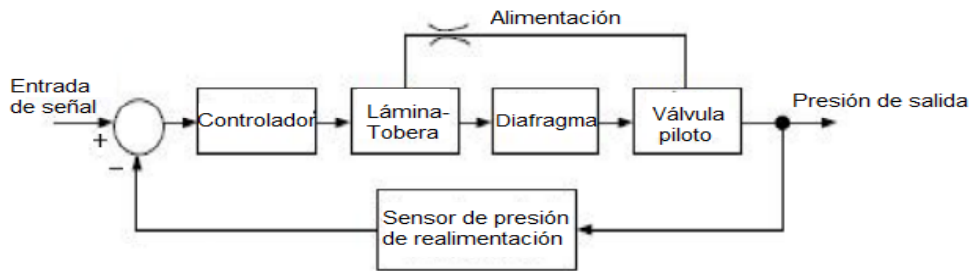 Alimentación
Entrada
de señal
+
−
Controlador
Lámina-
Tobera
Diafragma
Válvula
piloto
Presión de salida
Sensor de presión
de realimentación